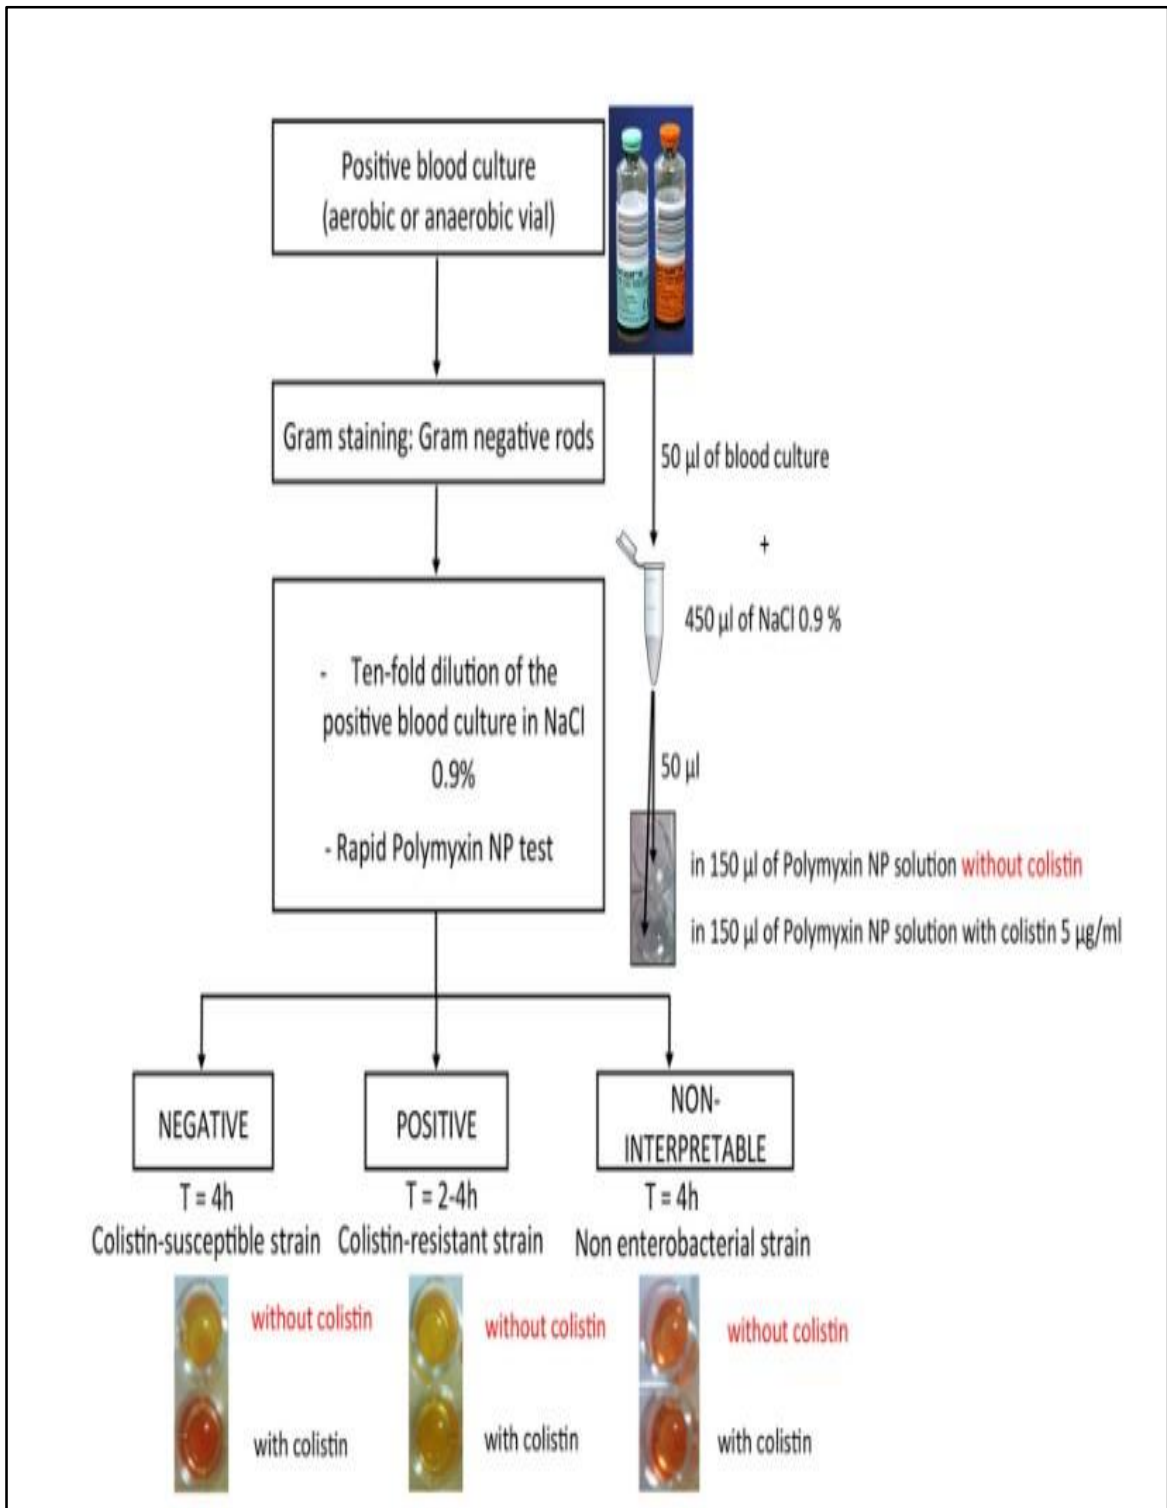 Positive blood culture
(aerobic or anaerobic vial)
Gram staining: Gram negative rods
50 µl of blood culture
+
450 µl of NaCl 0.9 %
- Ten-fold dilution of the
positive blood culture in NaCl
0.9%
- Rapid Polymyxin NP test
50 µl
in 150 µl of Polymyxin NP solution without colistin
in 150 µl of Polymyxin NP solution with colistin 5 µg/ml
NEGATIVE
T = 4h
Colistin-susceptible strain
without colistin
with colistin
POSITIVE
T = 2-4h
Colistin-resistant strain
without colistin
with colistin
NON-
INTERPRETABLE
T = 4h
Non enterobacterial strain
without colistin
with colistin